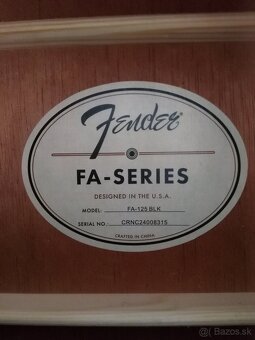 Fender
FA-SERIES
DESIGNED IN THE U.S.A.
MODEL: FA-125 BLK
SERIAL NO: CRNC24008315
CRAFTED IN CHINA
bazos.sk